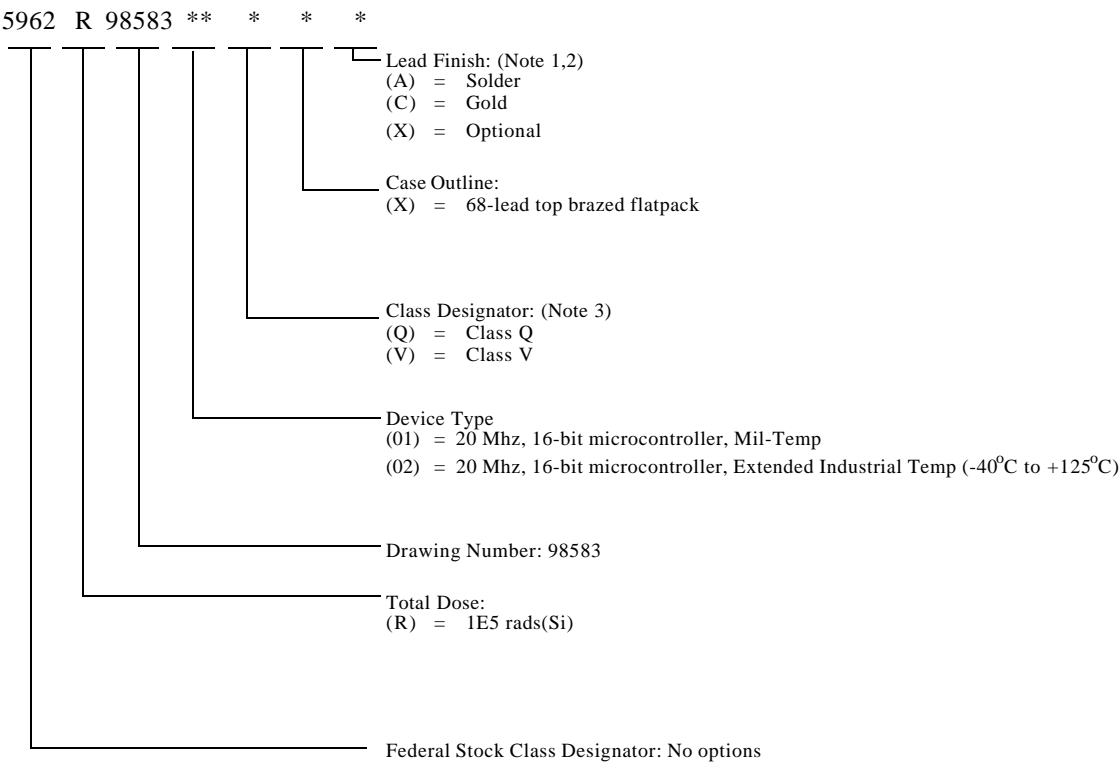 5962 R 98583 ** * * *
Lead Finish: (Note 1,2)
(A) = Solder
(C) = Gold
(X) = Optional
Case Outline:
(X) = 68-lead top brazed flatpack
Class Designator: (Note 3)
(Q) = Class Q
(V) = Class V
Device Type
(01) = 20 Mhz, 16-bit microcontroller, Mil-Temp
(02) = 20 Mhz, 16-bit microcontroller, Extended Industrial Temp (-40°C to +125°C)
Drawing Number: 98583
Total Dose:
(R) = 1E5 rads(Si)
Federal Stock Class Designator: No options